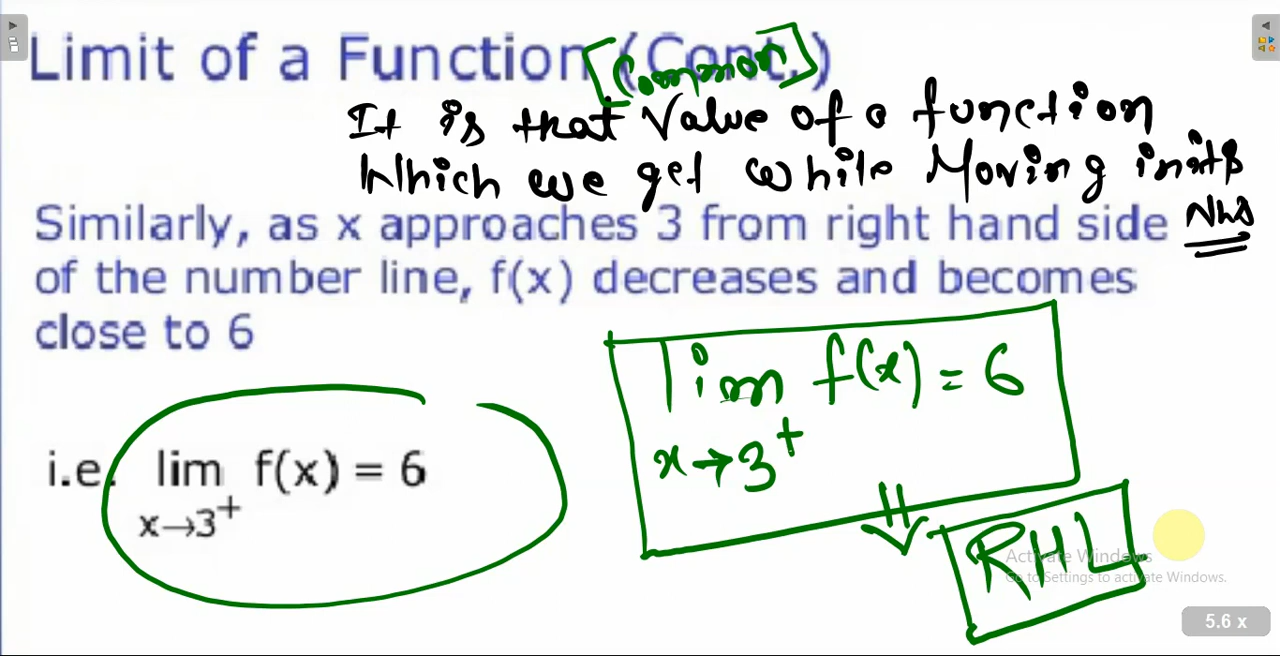 Limit of a Function (Cont.)
[Common]
It is that Value of a function
Which we get while Moving in its
Nhd
Similarly, as x approaches 3 from right hand side
of the number line, f(x) decreases and becomes
close to 6
lim f(x) = 6
x→3⁺
i.e. lim f(x) = 6
x→3⁺
RHL
Activate Windows
Go to Settings to activate Windows.
5.6 x